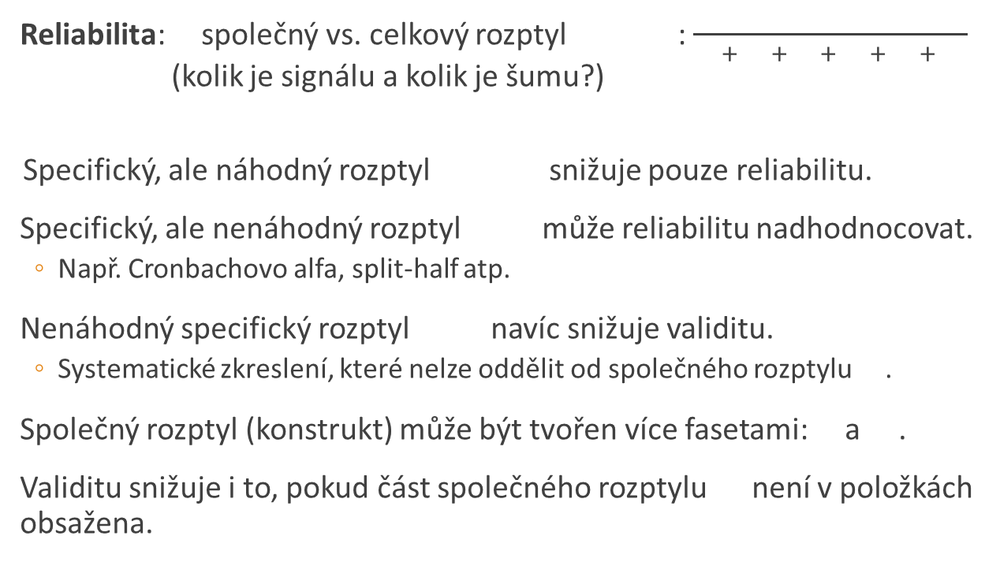 Reliabilita: společný vs. celkový rozptyl :
+ + + + +
(kolik je signálu a kolik je šumu?)
Specifický, ale náhodný rozptyl snižuje pouze reliabilitu.
Specifický, ale nenáhodný rozptyl může reliabilitu nadhodnocovat.
◦ Např. Cronbachovo alfa, split-half atp.
Nenáhodný specifický rozptyl navíc snižuje validitu.
◦ Systematické zkreslení, které nelze oddělit od společného rozptylu .
Společný rozptyl (konstrukt) může být tvořen více fasetami: a .
Validitu snižuje i to, pokud část společného rozptylu není v položkách
obsažena.